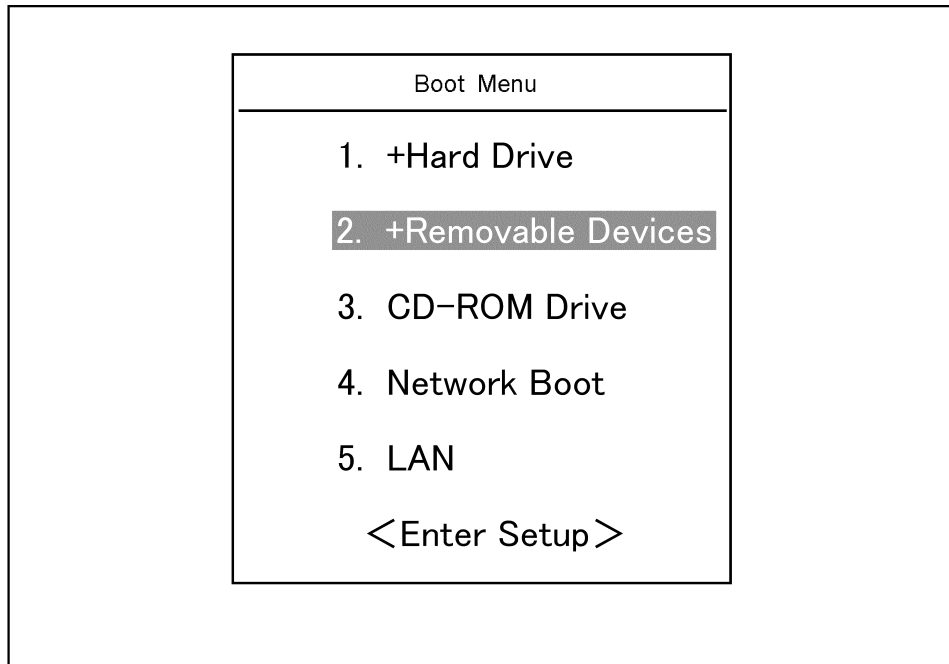 Boot Menu
1. +Hard Drive
2. +Removable Devices
3. CD-ROM Drive
4. Network Boot
5. LAN
<Enter Setup>